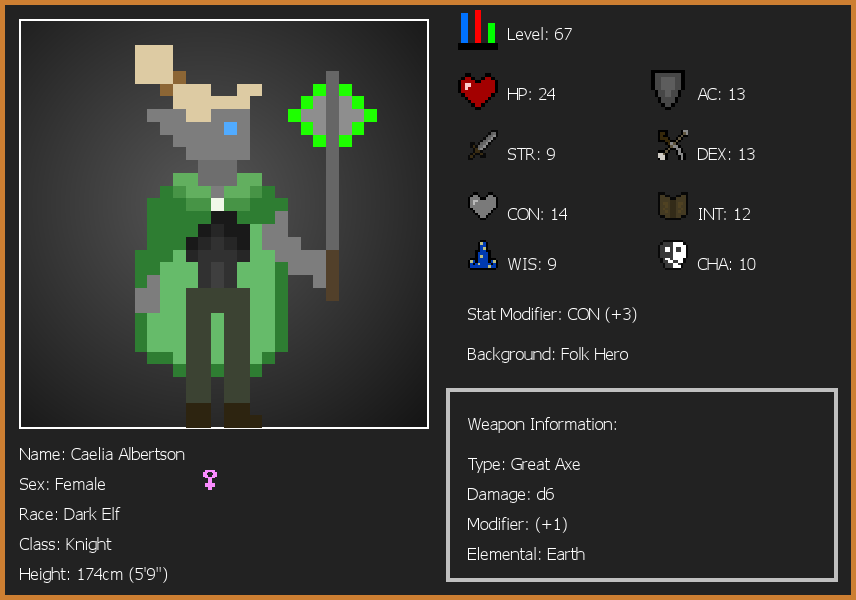 Level: 67
HP: 24
AC: 13
STR: 9
DEX: 13
CON: 14
INT: 12
WIS: 9
CHA: 10
Stat Modifier: CON (+3)
Background: Folk Hero
Weapon Information:
Type: Great Axe
Damage: d6
Modifier: (+1)
Elemental: Earth
Name: Caelia Albertson
Sex: Female
Race: Dark Elf
Class: Knight
Height: 174cm (5'9")